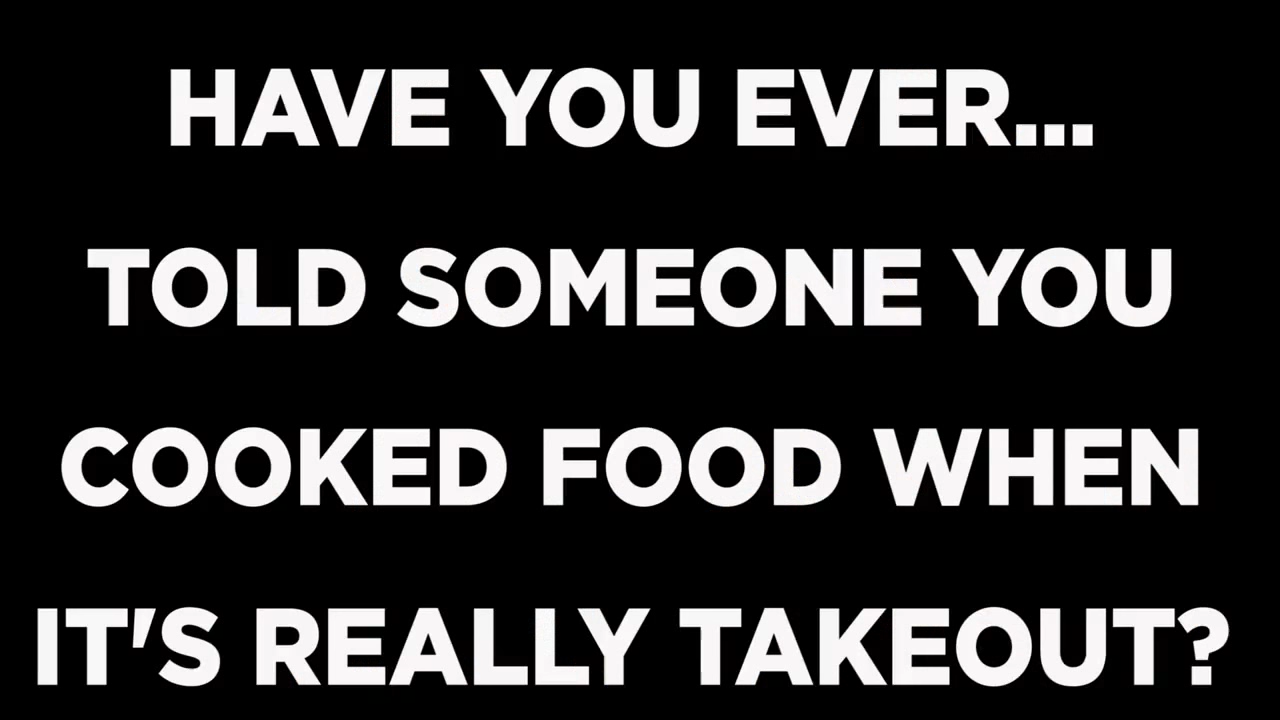 HAVE YOU EVER...
TOLD SOMEONE YOU
COOKED FOOD WHEN
IT'S REALLY TAKEOUT?